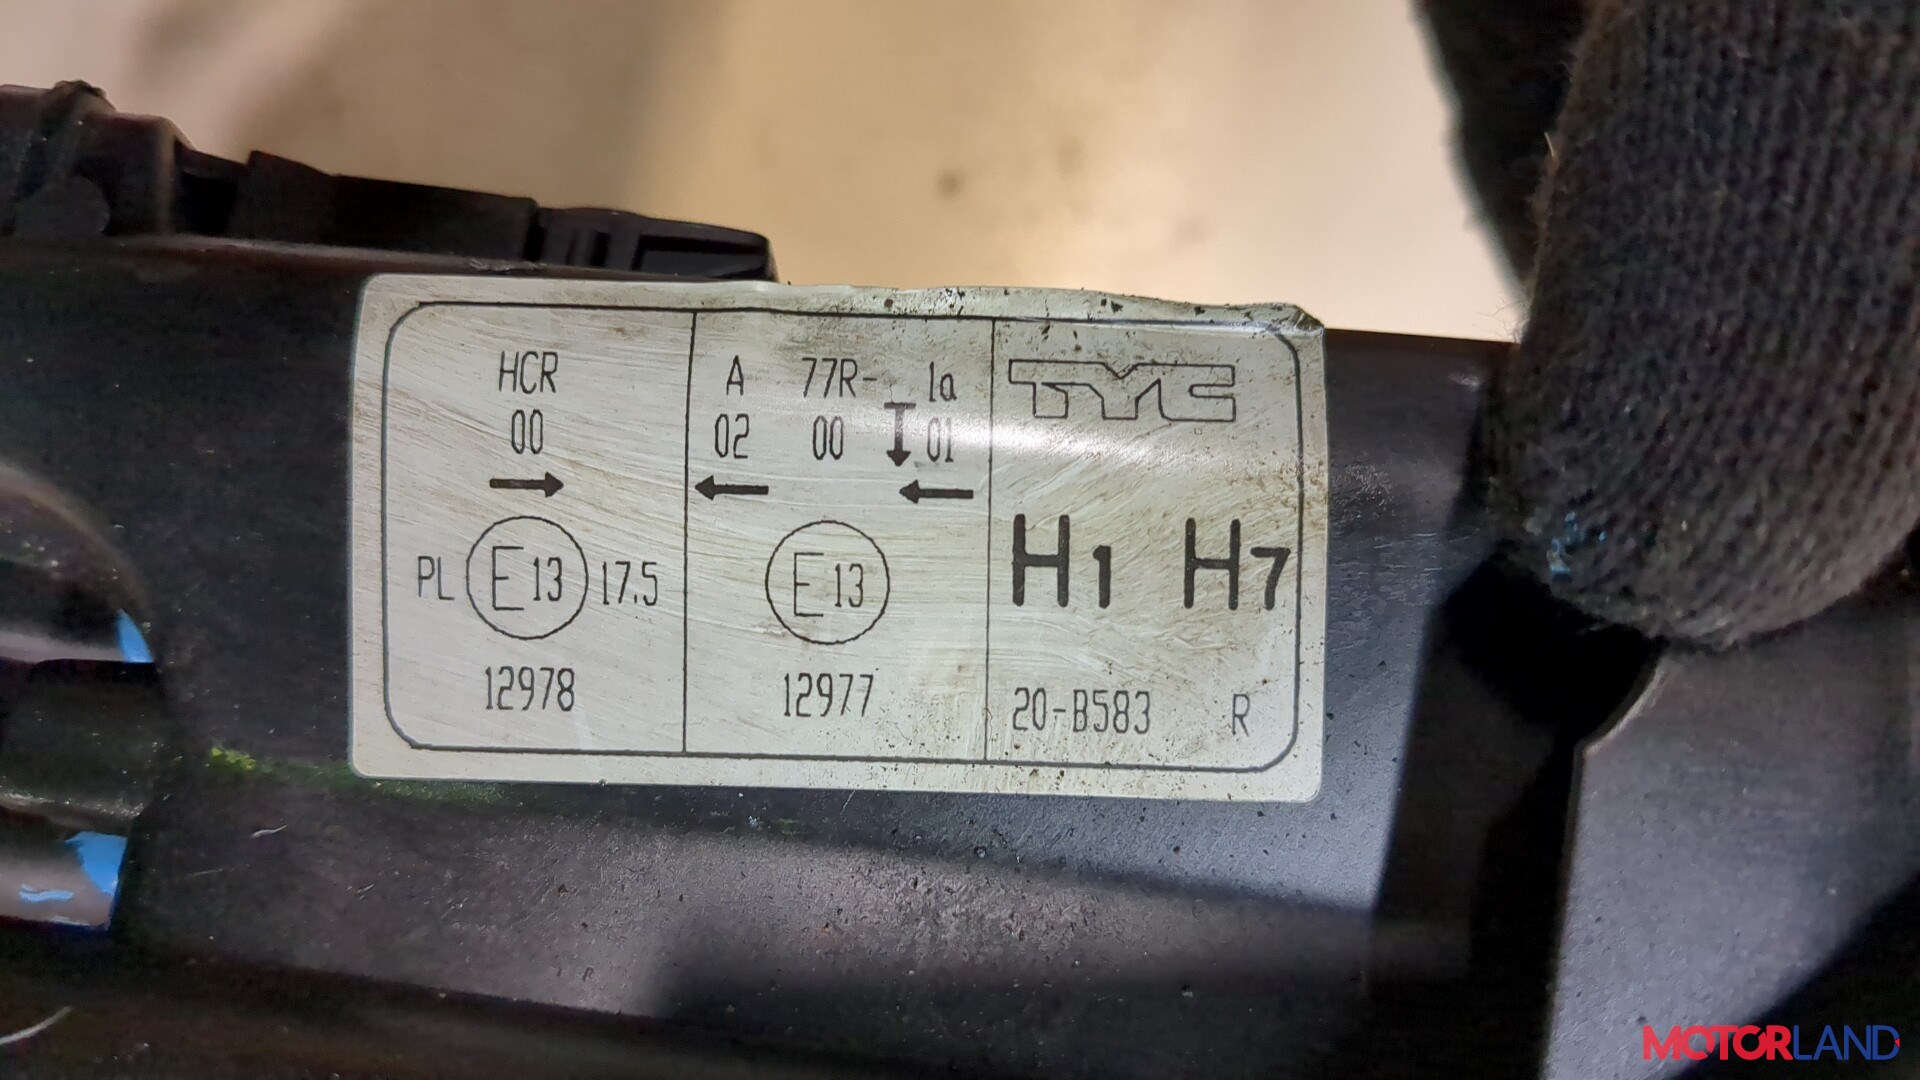 HCR
00
PL E13 17.5
12978
A 77R- 1a
02 00 01
E13
12977
TYC
H1 H7
20-B583 R
MOTORLAND